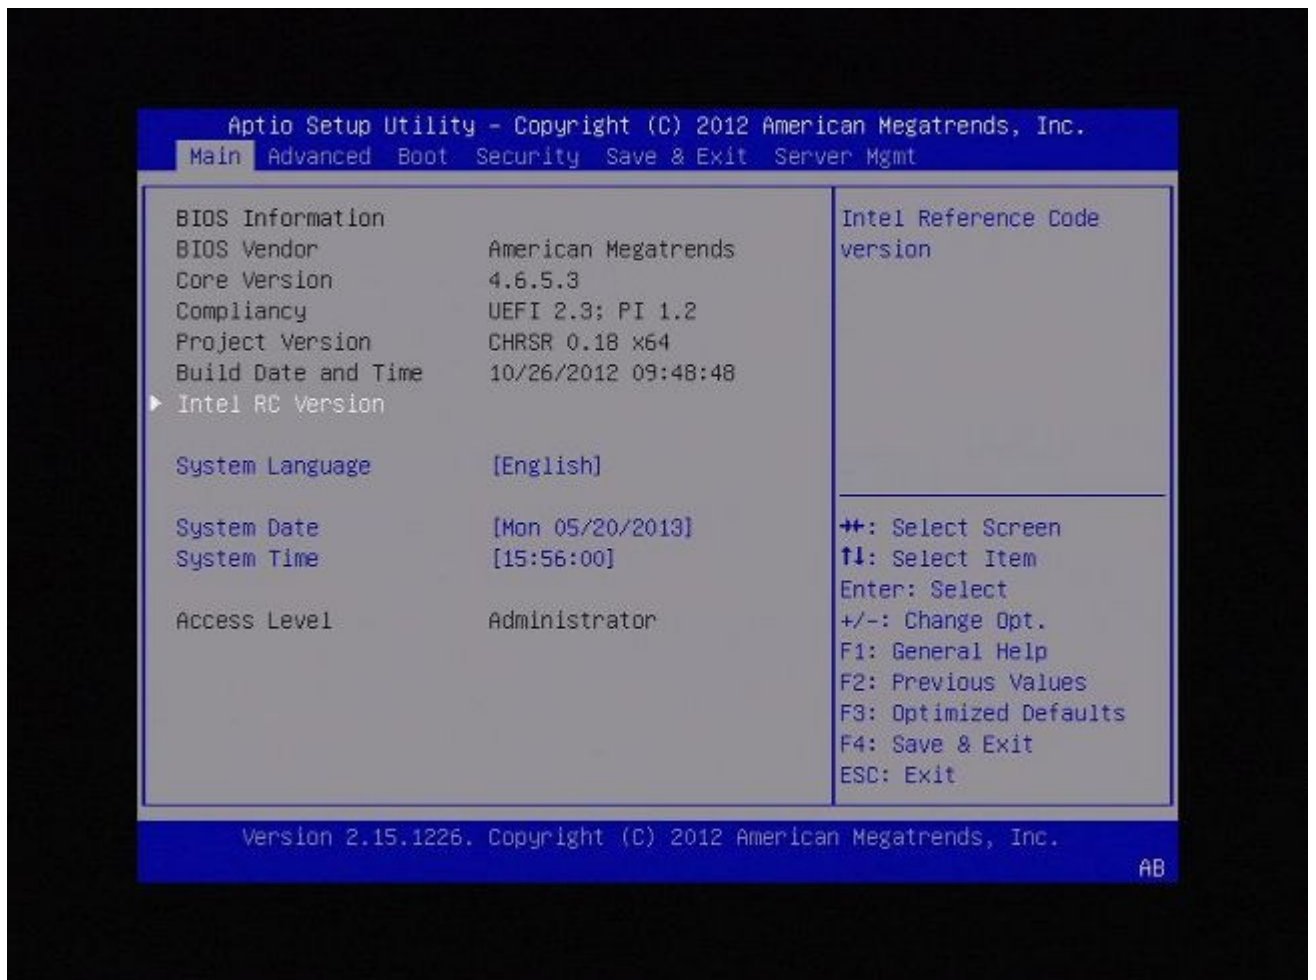 Aptio Setup Utility - Copyright (C) 2012 American Megatrends, Inc.
Main Advanced Boot Security Save & Exit Server Mgmt
BIOS Information
BIOS Vendor American Megatrends
Core Version 4.6.5.3
Compliancy UEFI 2.3; PI 1.2
Project Version CHRSR 0.18 x64
Build Date and Time 10/26/2012 09:48:48
Intel RC Version
System Language [English]
System Date [Mon 05/20/2013]
System Time [15:56:00]
Access Level Administrator
Intel Reference Code
version
→←: Select Screen
↑↓: Select Item
Enter: Select
+/-: Change Opt.
F1: General Help
F2: Previous Values
F3: Optimized Defaults
F4: Save & Exit
ESC: Exit
Version 2.15.1226. Copyright (C) 2012 American Megatrends, Inc.
AB